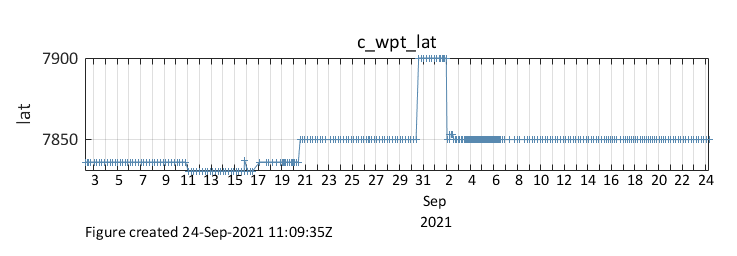 c_wpt_lat
7900
7850
lat
3 5 7 9 11 13 15 17 19 21 23 25 27 29 31 2 4 6 8 10 12 14 16 18 20 22 24
Sep
2021
Figure created 24-Sep-2021 11:09:35Z